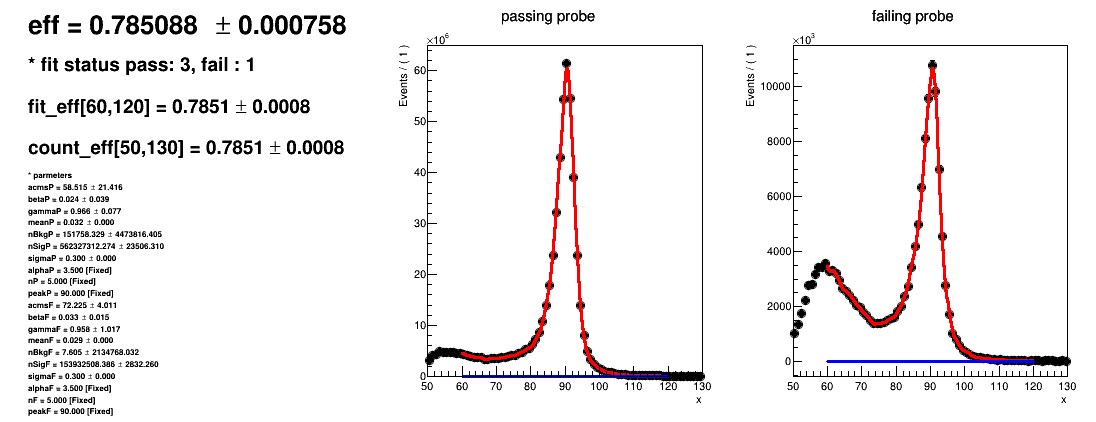 eff = 0.785088 ± 0.000758
* fit status pass: 3, fail : 1
fit_eff[60,120] = 0.7851 ± 0.0008
count_eff[50,130] = 0.7851 ± 0.0008
* parmeters
acmsP = 58.515 ± 21.416
betaP = 0.024 ± 0.039
gammaP = 0.966 ± 0.077
meanP = 0.032 ± 0.000
nBkgP = 151758.329 ± 4473816.405
nSigP = 562327312.274 ± 23506.310
sigmaP = 0.300 ± 0.000
alphaP = 3.500 [Fixed]
nP = 5.000 [Fixed]
peakP = 90.000 [Fixed]
acmsF = 72.225 ± 4.011
betaF = 0.033 ± 0.015
gammaF = 0.958 ± 1.017
meanF = 0.029 ± 0.000
nBkgF = 7.605 ± 2134768.032
nSigF = 153932508.386 ± 2632.260
sigmaF = 0.300 ± 0.000
alphaF = 3.500 [Fixed]
nF = 5.000 [Fixed]
peakF = 90.000 [Fixed]
passing probe
×10⁶
Events / ( 1 )
60
50
40
30
20
10
0
50 60 70 80 90 100 110 120 130
x
failing probe
×10³
Events / ( 1 )
10000
8000
6000
4000
2000
0
50 60 70 80 90 100 110 120 130
x